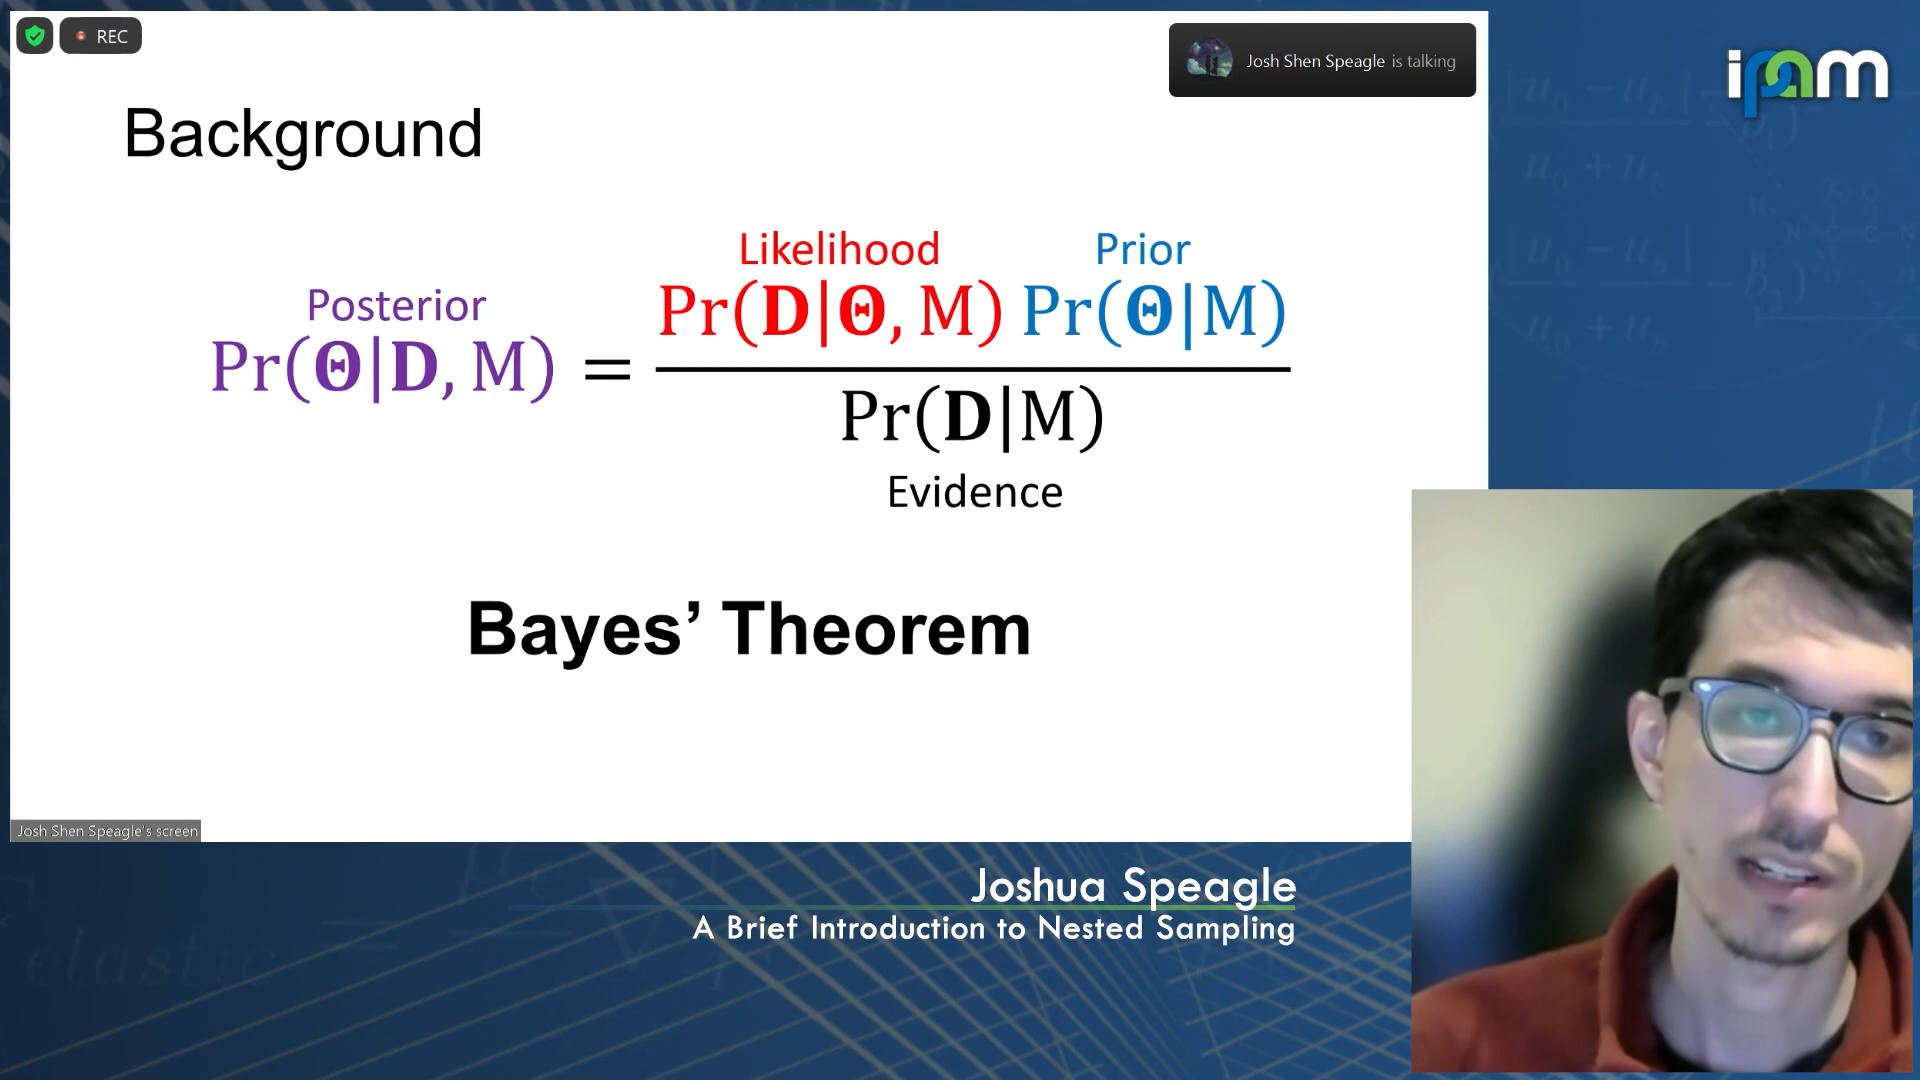 REC
Josh Shen Speagle is talking
ipam
Background
Likelihood Prior
Posterior
Pr(Θ|D, M) = Pr(D|Θ, M) Pr(Θ|M)
Pr(D|M)
Evidence
Bayes’ Theorem
Josh Shen Speagle's screen
Joshua Speagle
A Brief Introduction to Nested Sampling
elastic